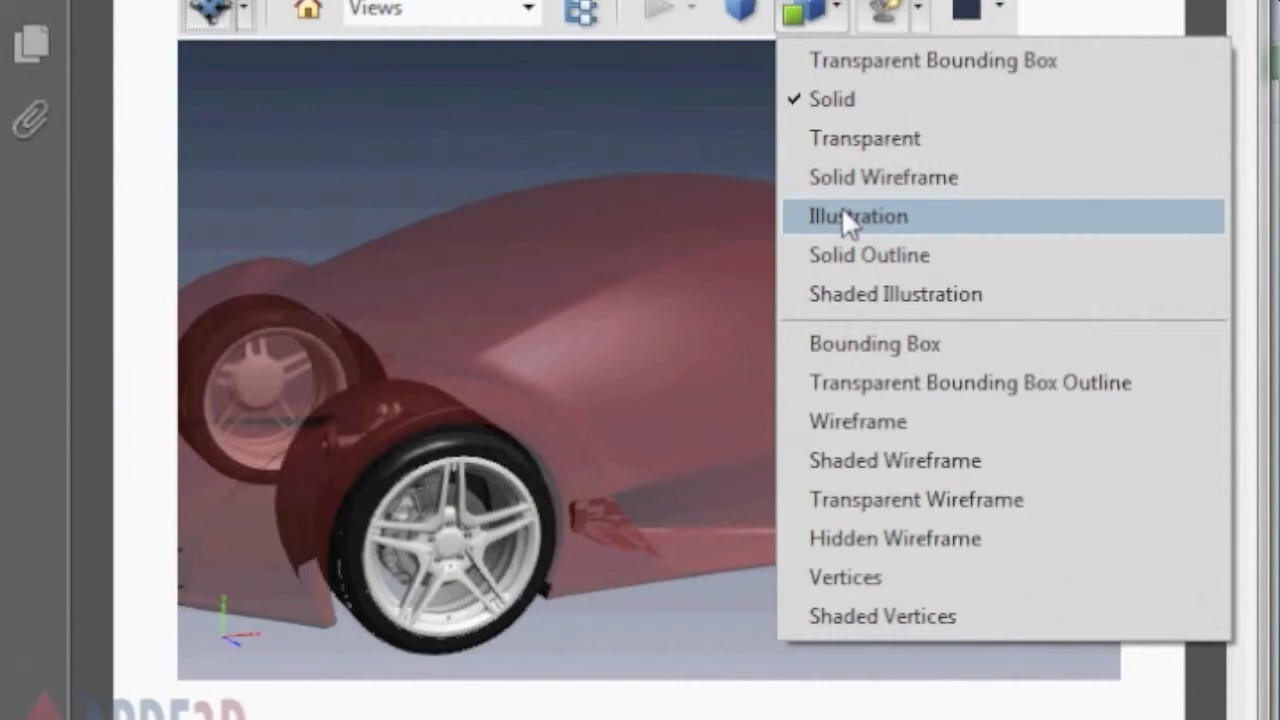 Views
Transparent Bounding Box
Solid
Transparent
Solid Wireframe
Illustration
Solid Outline
Shaded Illustration
Bounding Box
Transparent Bounding Box Outline
Wireframe
Shaded Wireframe
Transparent Wireframe
Hidden Wireframe
Vertices
Shaded Vertices
PDF3D